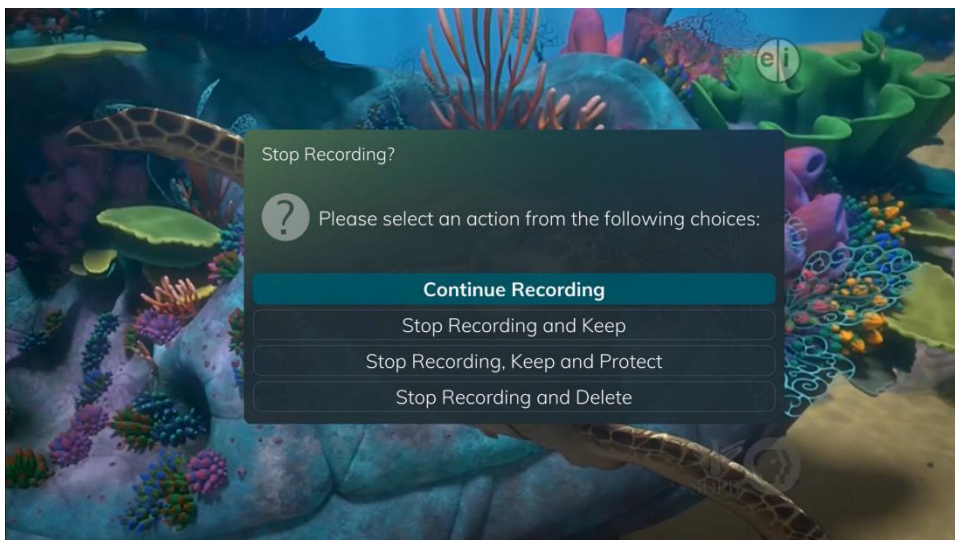 e i
Stop Recording?
?
Please select an action from the following choices:
Continue Recording
Stop Recording and Keep
Stop Recording, Keep and Protect
Stop Recording and Delete